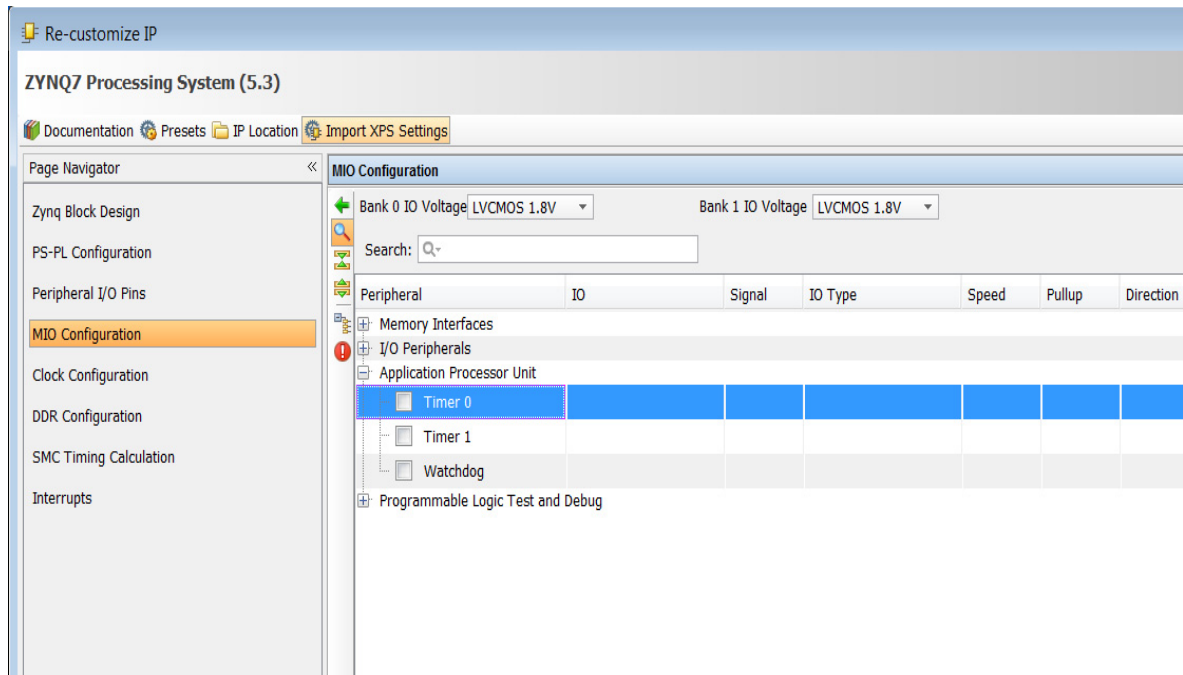 Re-customize IP
ZYNQ7 Processing System (5.3)
Documentation Presets IP Location Import XPS Settings
Page Navigator «
Zynq Block Design
PS-PL Configuration
Peripheral I/O Pins
MIO Configuration
Clock Configuration
DDR Configuration
SMC Timing Calculation
Interrupts
MIO Configuration
Bank 0 IO Voltage LVCMOS 1.8V Bank 1 IO Voltage LVCMOS 1.8V
Search:
Peripheral IO Signal IO Type Speed Pullup Direction
Memory Interfaces
I/O Peripherals
Application Processor Unit
Timer 0
Timer 1
Watchdog
Programmable Logic Test and Debug